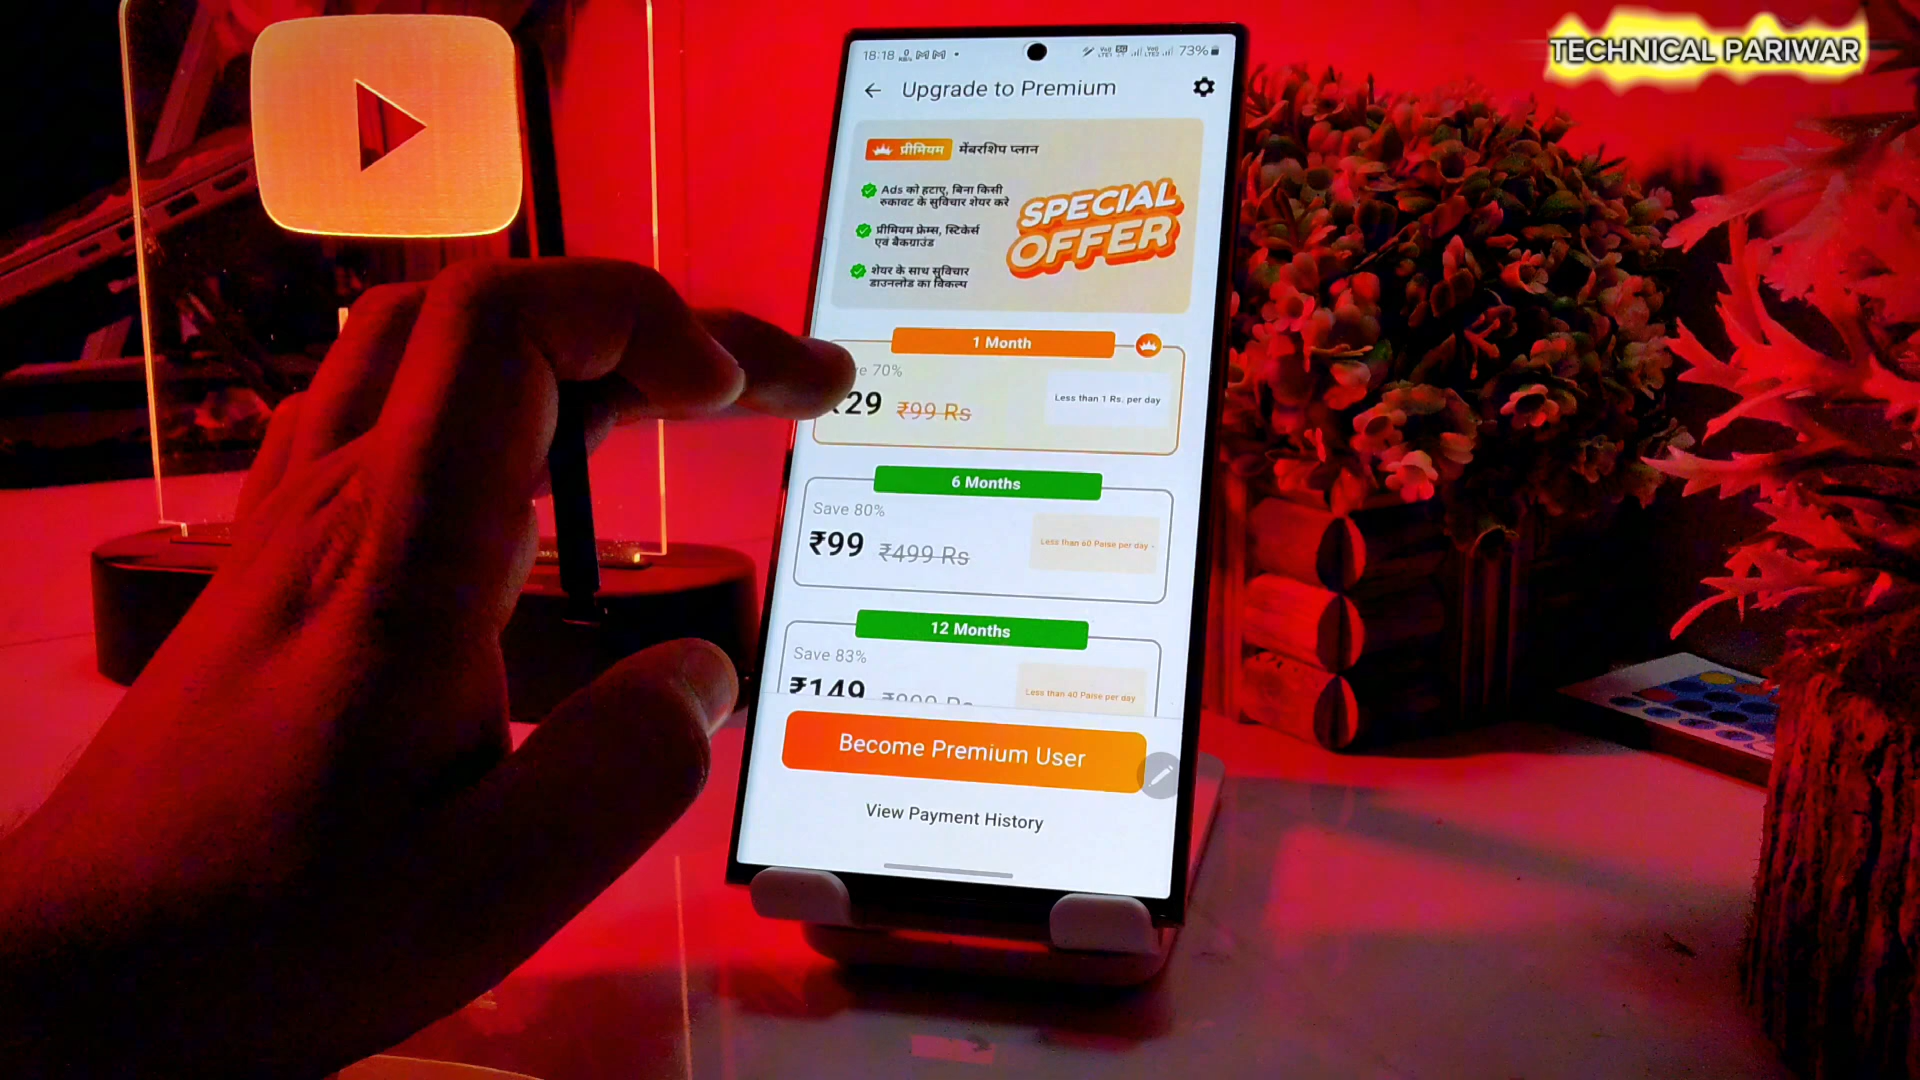 TECHNICAL PARIWAR
18:18
73%
Upgrade to Premium
प्रीमियम मेंबरशिप प्लान
Ads को हटाए, बिना किसी
रुकावट के सुविचार शेयर करे
प्रीमियम फ्रेम्स, स्टिकर्स
एवं बैकग्राउंड
शेयर के साथ सुविचार
डाउनलोड का विकल्प
SPECIAL
OFFER
1 Month
70%
₹29 ₹99 Rs
Less than 1 Rs. per day
6 Months
Save 80%
₹99 ₹499 Rs
Less than 60 Paise per day -
12 Months
Save 83%
₹149
Less than 40 Paise per day
Become Premium User
View Payment History